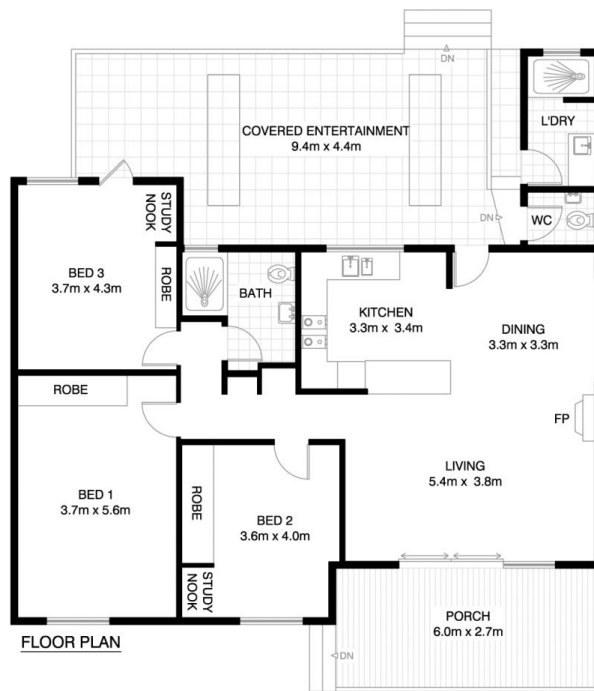 DN
COVERED ENTERTAINMENT
9.4m x 4.4m
L'DRY
STUDY
NOOK
DN
WC
BED 3
3.7m x 4.3m
ROBE
BATH
KITCHEN
3.3m x 3.4m
DINING
3.3m x 3.3m
ROBE
FP
BED 1
3.7m x 5.6m
ROBE
BED 2
3.6m x 4.0m
LIVING
5.4m x 3.8m
STUDY
NOOK
PORCH
6.0m x 2.7m
FLOOR PLAN
DN